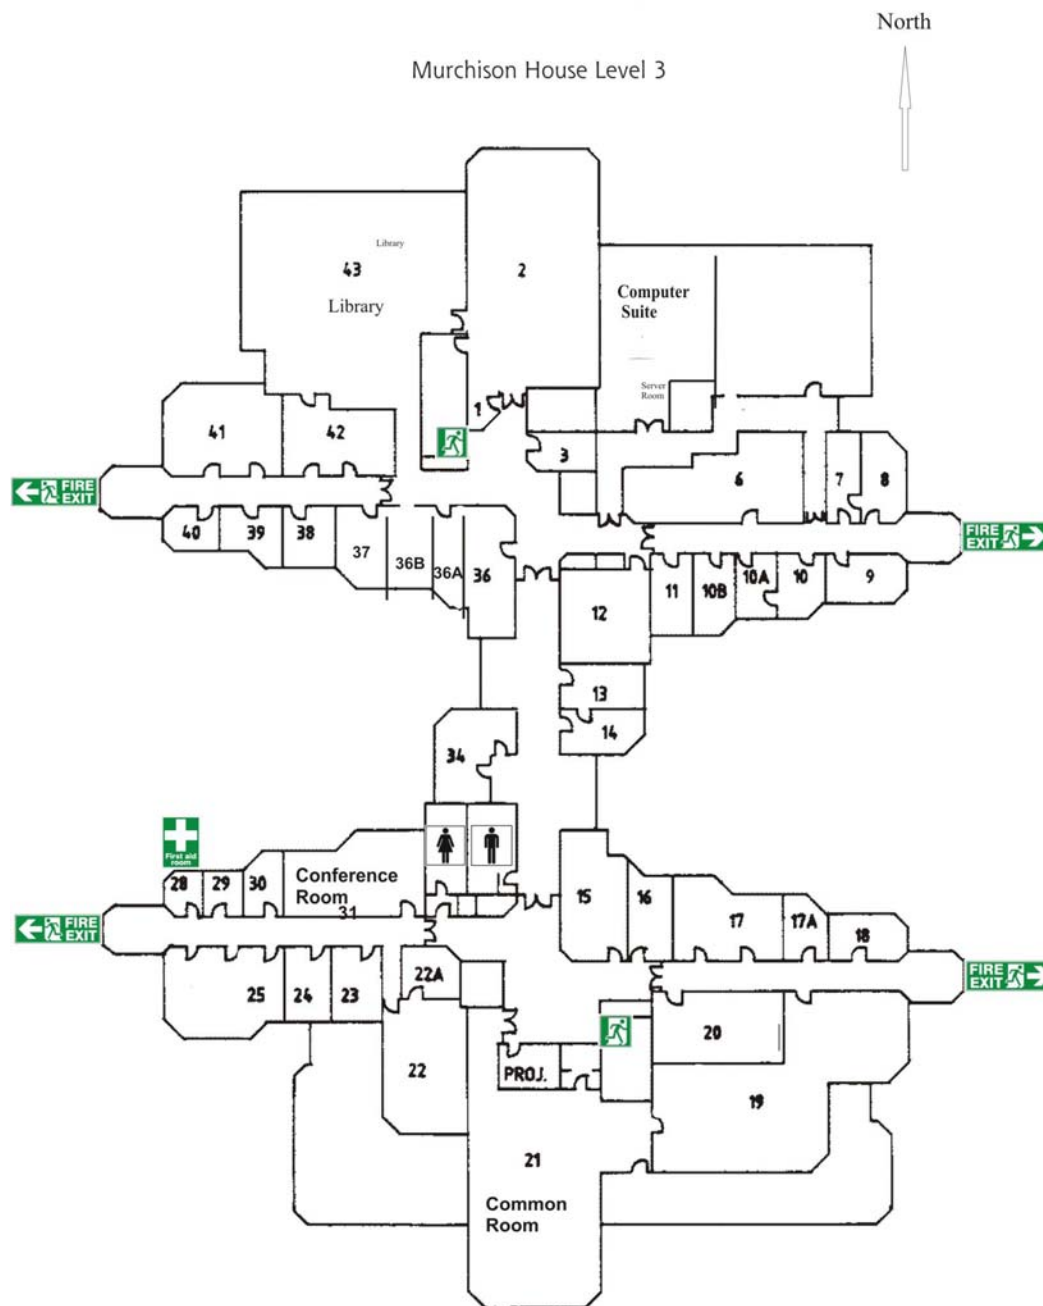 North
Murchison House Level 3
Library
43
Library
2
Computer
Suite
Server
Room
1
41
42
3
6
7
8
FIRE
EXIT
40
39
38
37
36B
36A
36
FIRE
EXIT
11
10B
10A
10
9
12
13
14
34
First aid
room
28
29
30
Conference
Room
31
15
16
17
17A
18
FIRE
EXIT
25
24
23
22A
FIRE
EXIT
22
PROJ.
20
19
21
Common
Room